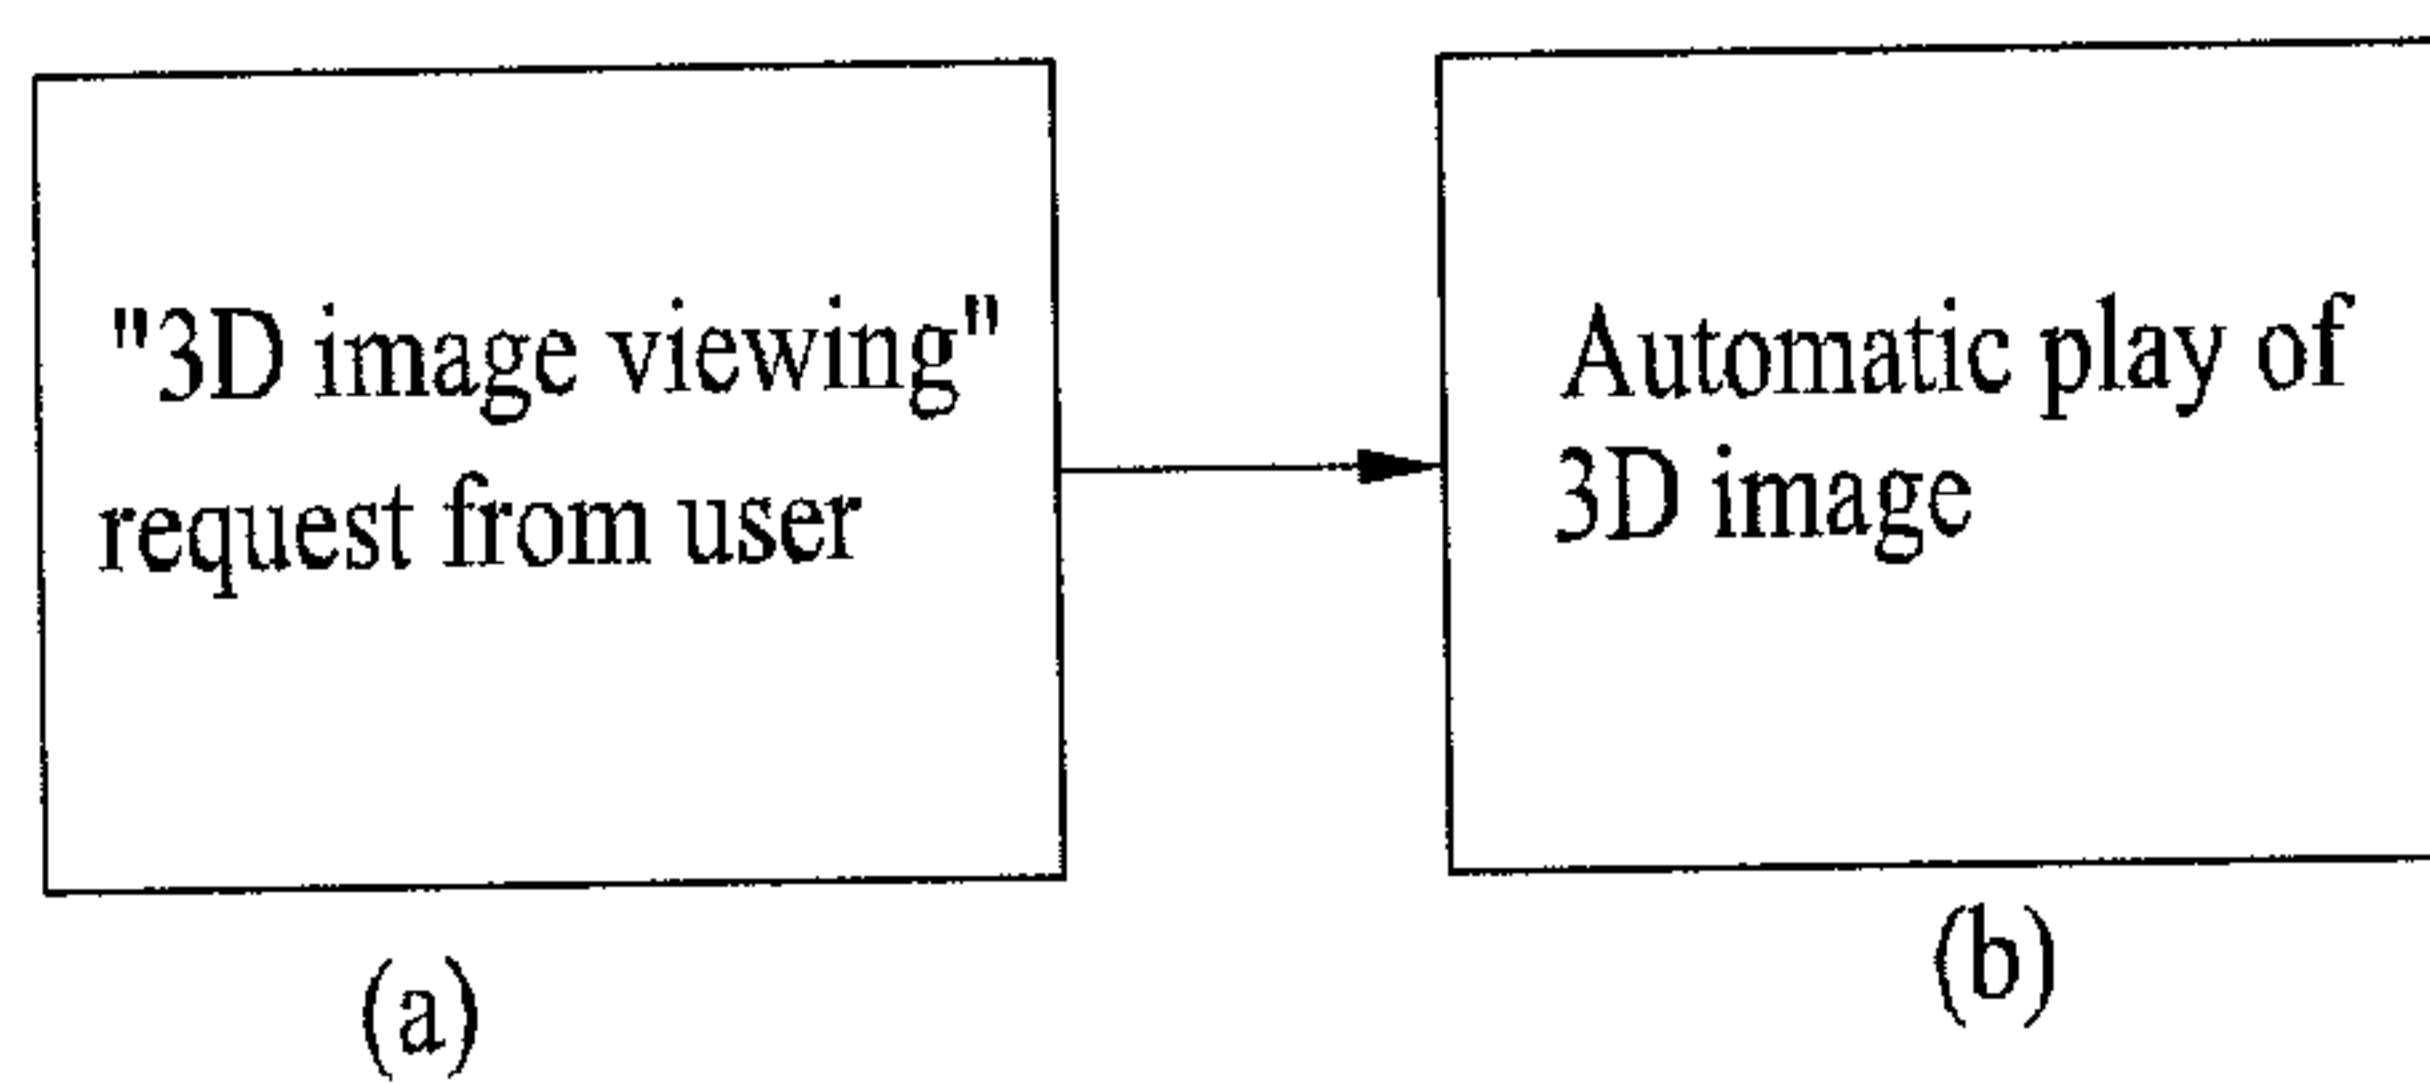 "3D image viewing"
request from user
(a)
Automatic play of
3D image
(b)